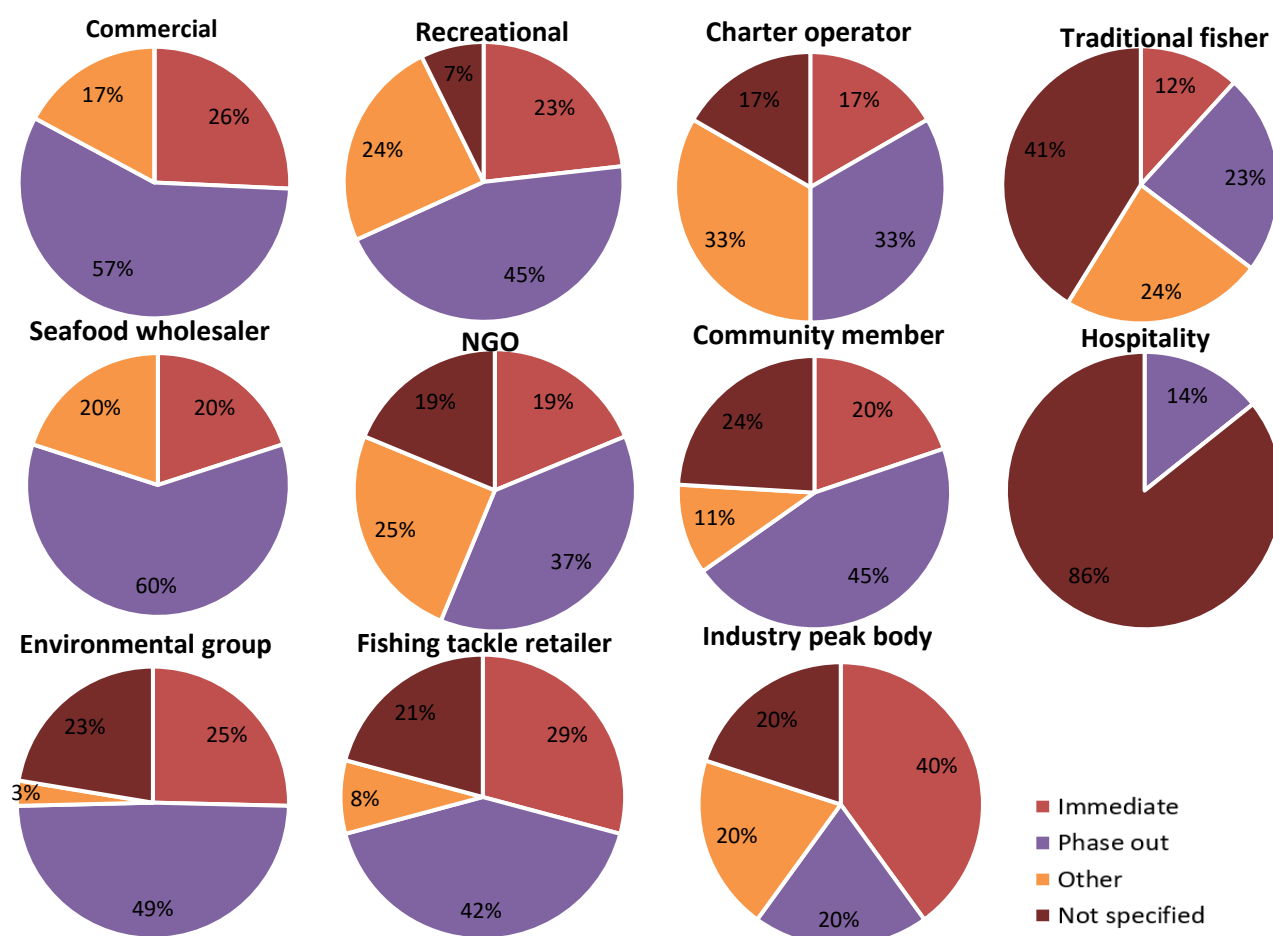 Commercial
26%
57%
17%
Recreational
23%
45%
24%
7%
Charter operator
17%
33%
33%
17%
Traditional fisher
12%
23%
24%
41%
Seafood wholesaler
20%
60%
20%
NGO
19%
37%
25%
19%
Community member
20%
45%
11%
24%
Hospitality
14%
86%
Environmental group
25%
49%
3%
23%
Fishing tackle retailer
29%
42%
8%
21%
Industry peak body
40%
20%
20%
20%
Immediate
Phase out
Other
Not specified